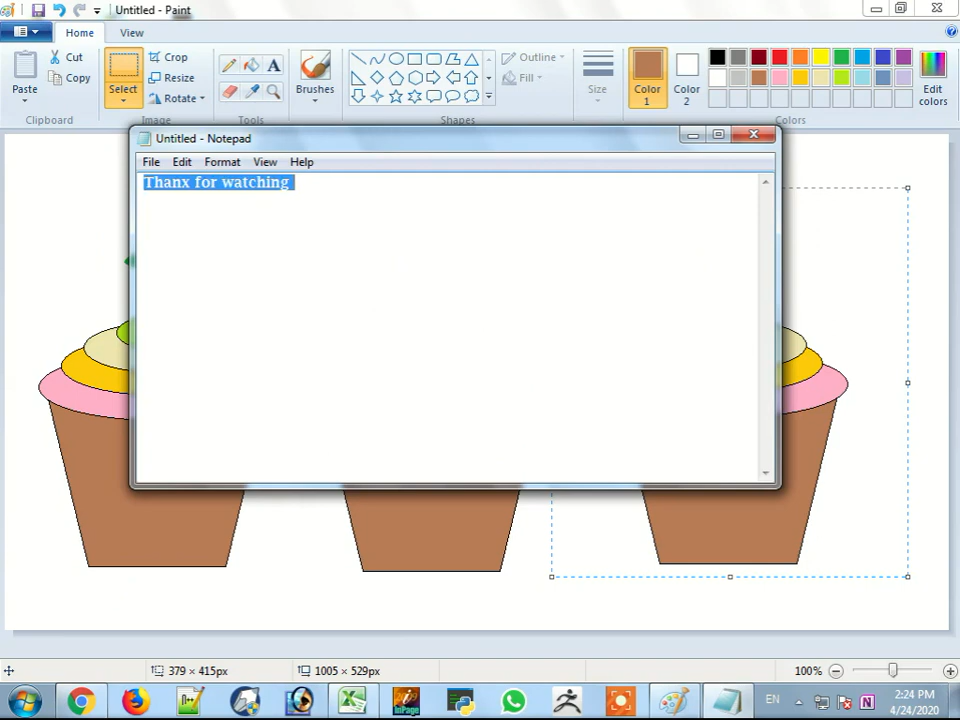 Untitled - Paint
Home
View
Paste
Cut
Copy
Clipboard
Select
Crop
Resize
Rotate
Image
Tools
Brushes
Outline
Fill
Shapes
Size
Color 1
Color 2
Edit colors
Colors
Untitled - Notepad
File Edit Format View Help
Thanx for watching
379 × 415px
1005 × 529px
100%
InPage
EN
2:24 PM
4/24/2020